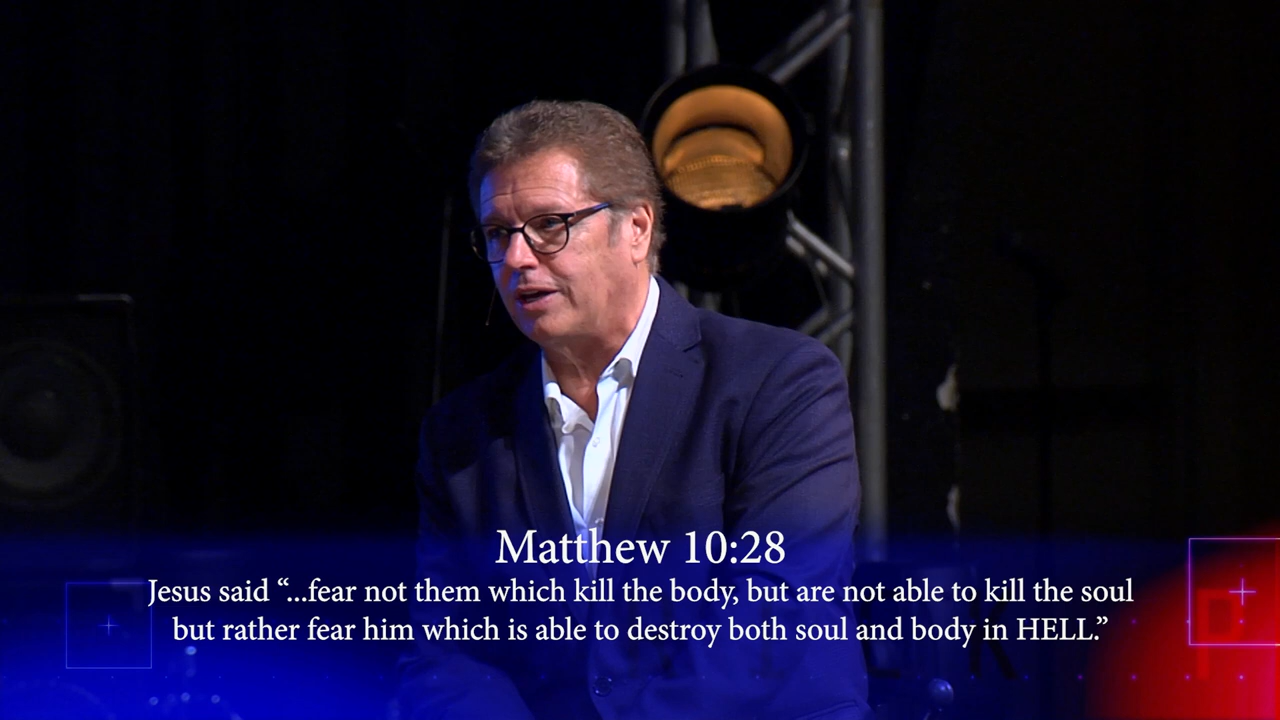 Matthew 10:28
Jesus said “...fear not them which kill the body, but are not able to kill the soul
but rather fear him which is able to destroy both soul and body in HELL.”